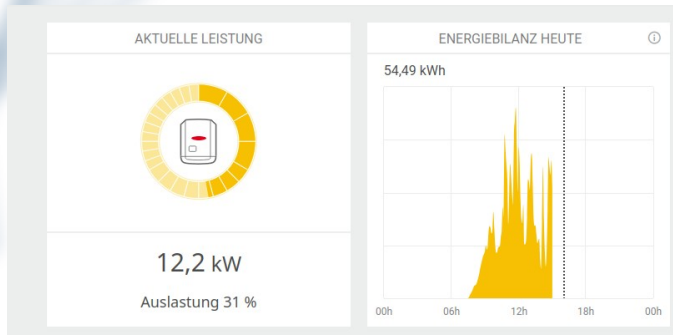 AKTUELLE LEISTUNG
12,2 kW
Auslastung 31 %
ENERGIEBILANZ HEUTE
54,49 kWh
00h 06h 12h 18h 00h